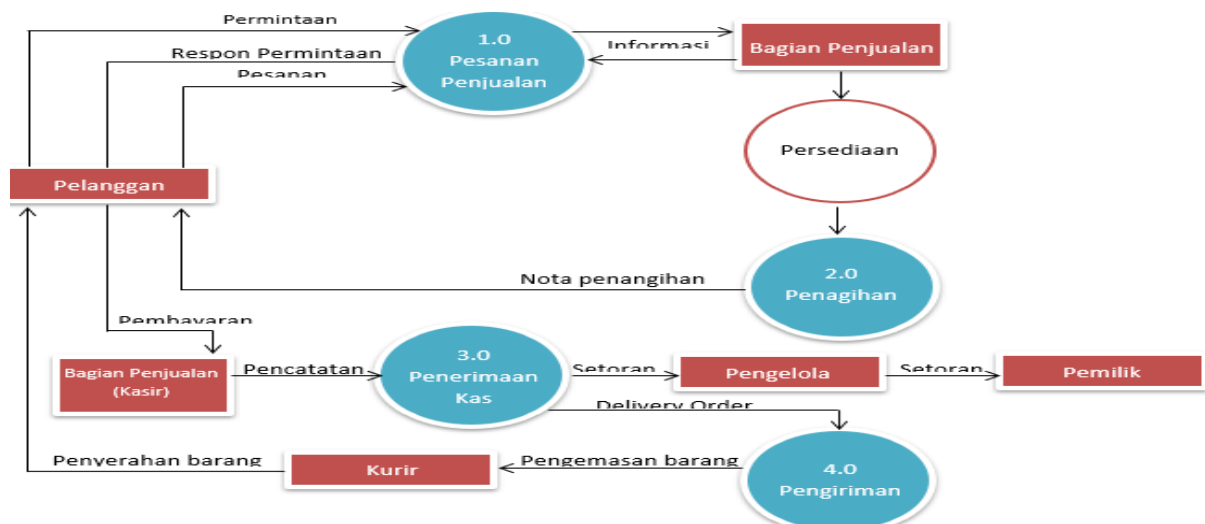 Permintaan
Respon Permintaan
Pesanan
1.0
Pesanan
Penjualan
Informasi
Bagian Penjualan
Persediaan
Pelanggan
Nota penangihan
2.0
Penagihan
Pembayaran
Bagian Penjualan
(Kasir)
Pencatatan
3.0
Penerimaan
Kas
Setoran
Pengelola
Setoran
Pemilik
Delivery Order
Penyerahan barang
Kurir
Pengemasan barang
4.0
Pengiriman